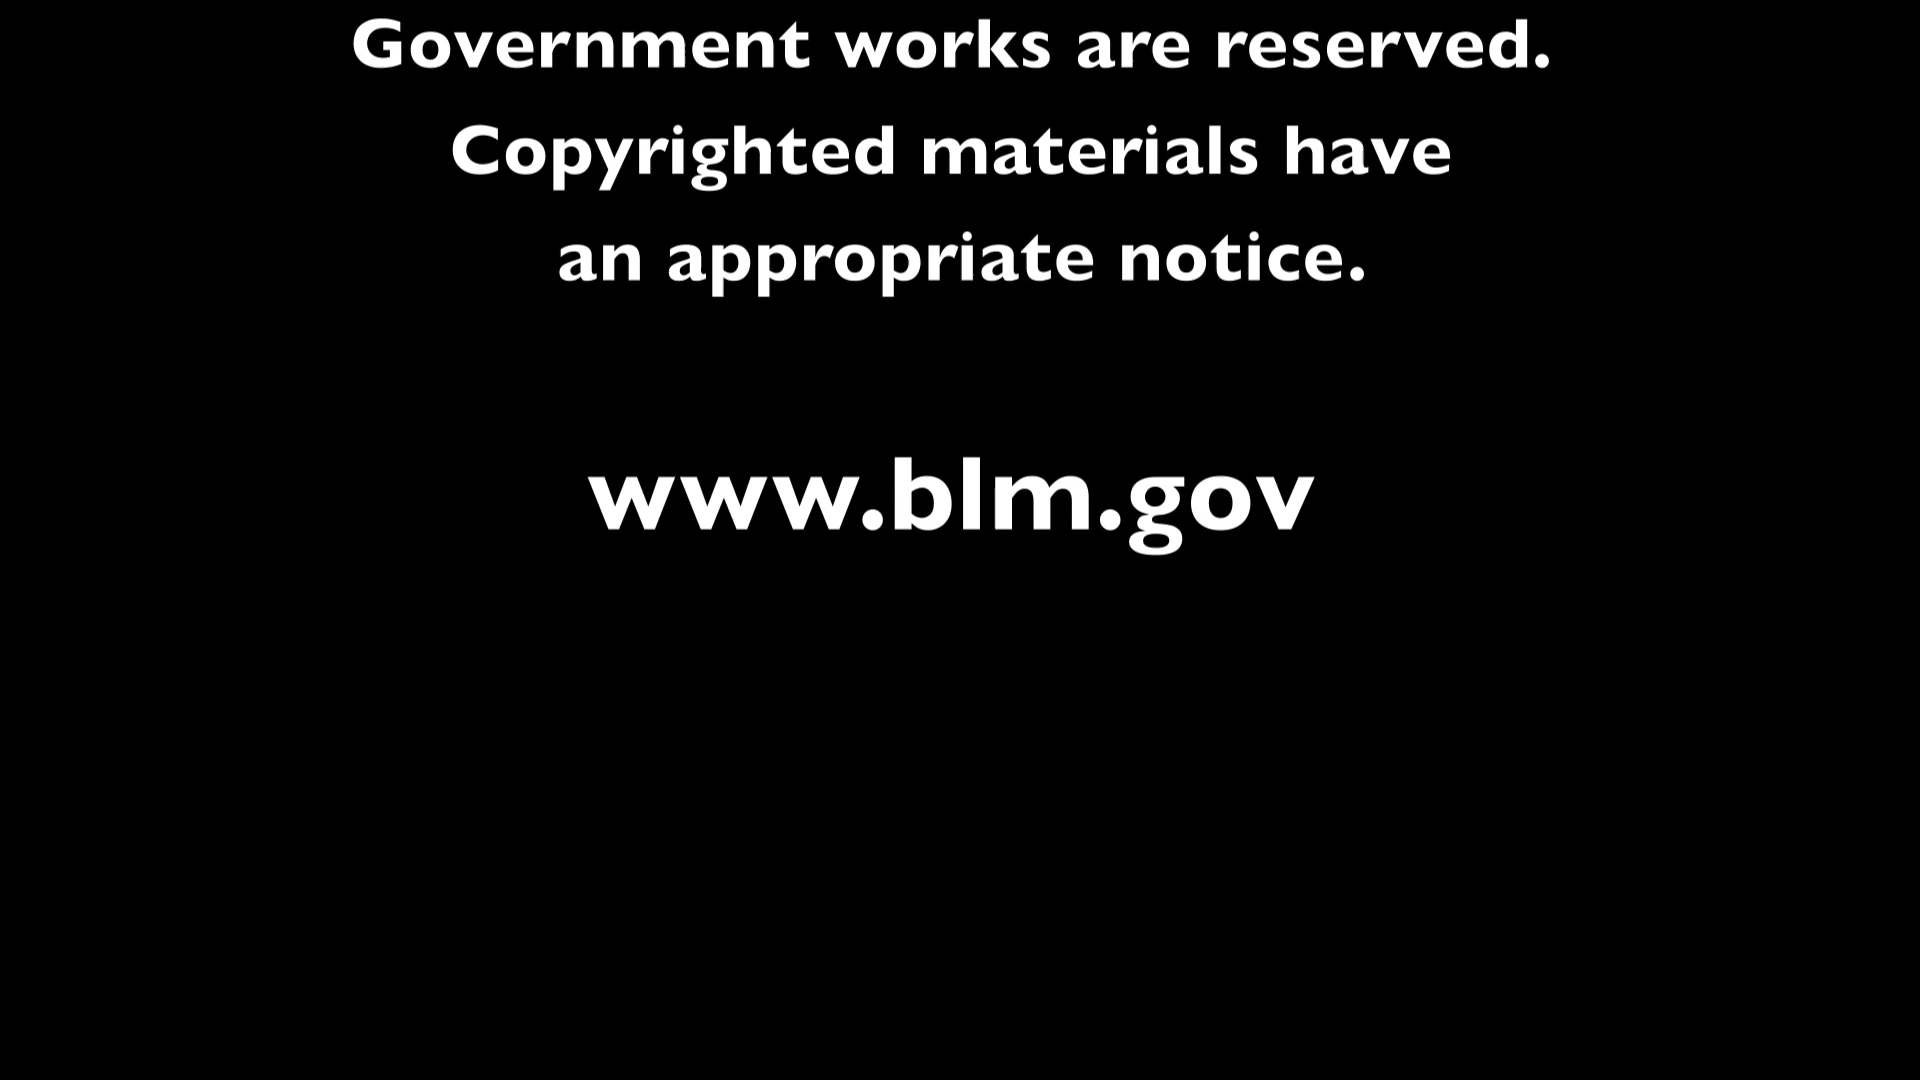 Government works are reserved.
Copyrighted materials have
an appropriate notice.
www.blm.gov